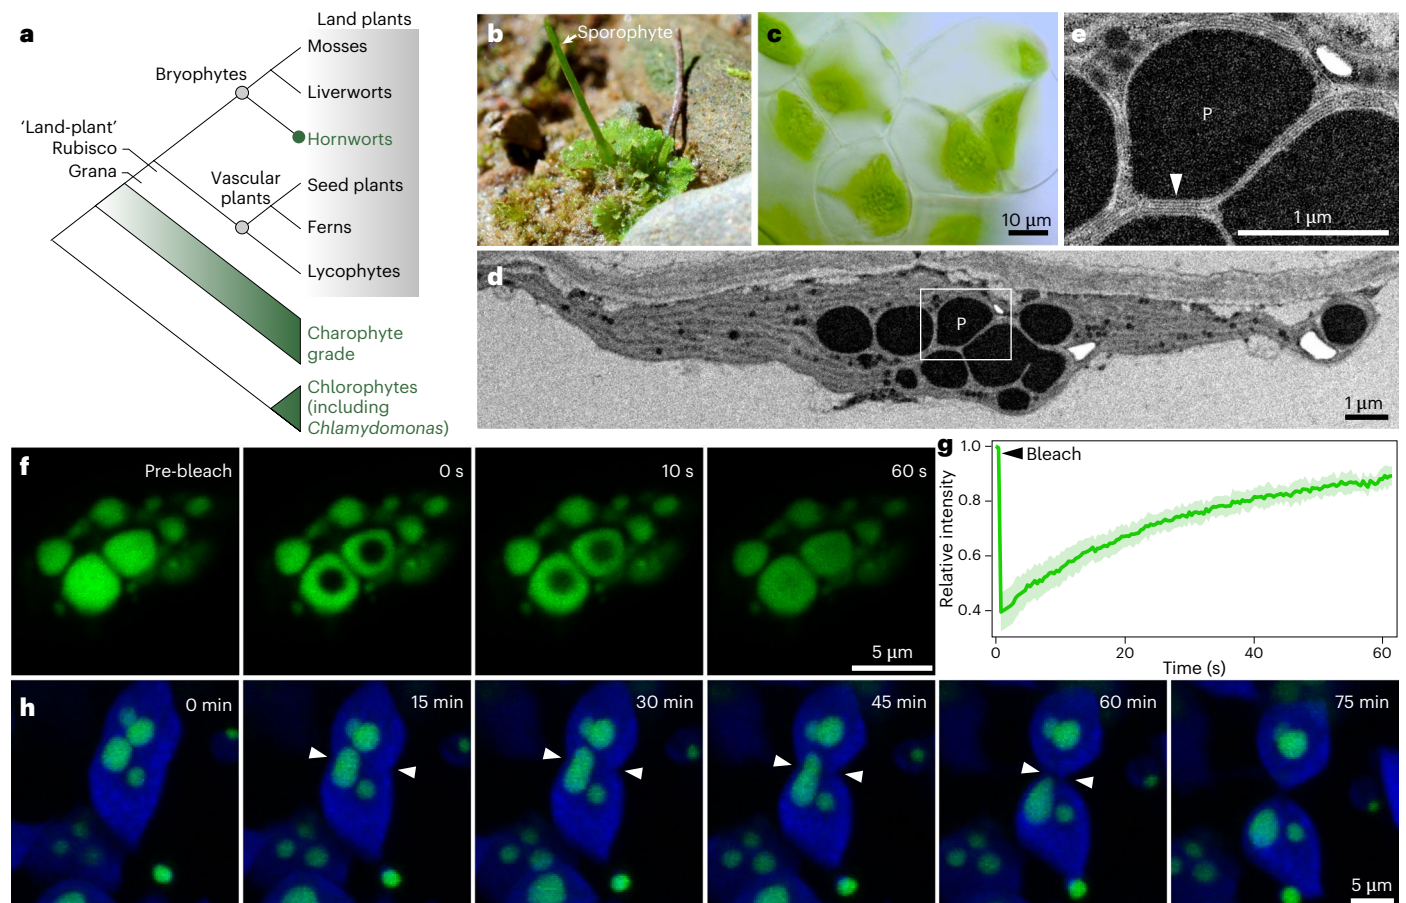 a
Land plants
Mosses
Bryophytes
Liverworts
‘Land-plant’
Rubisco
Hornworts
Grana
Vascular
plants
Seed plants
Ferns
Lycophytes
Charophyte
grade
Chlorophytes
(including
Chlamydomonas)
b
Sporophyte
c
10 µm
e
P
1 µm
d
P
1 µm
f
Pre-bleach
0 s
10 s
60 s
5 µm
g
1.0
Bleach
0.8
0.6
0.4
Relative intensity
0
20
40
60
Time (s)
h
0 min
15 min
30 min
45 min
60 min
75 min
5 µm